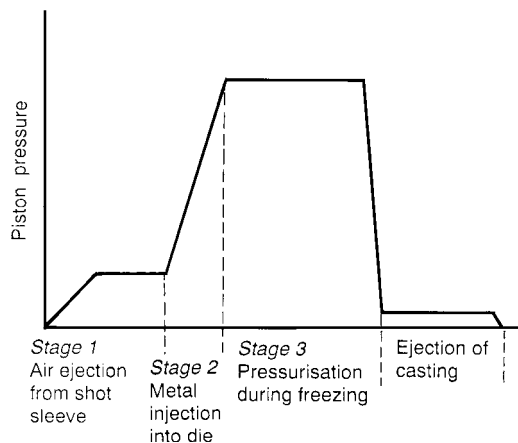 Piston pressure
Stage 1
Air ejection
from shot
sleeve
Stage 2
Metal
injection
into die
Stage 3
Pressurisation
during freezing
Ejection of
casting